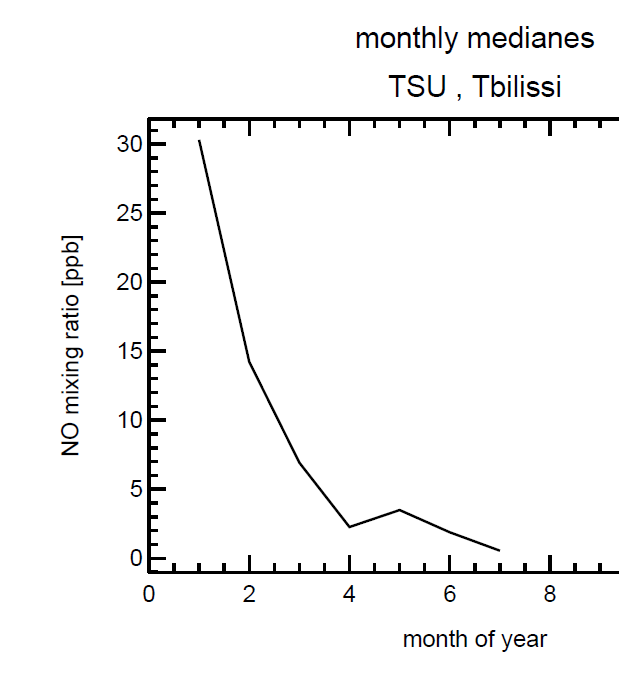 monthly medianes
TSU , Tbilissi
30
25
20
15
10
5
0
NO mixing ratio [ppb]
0 2 4 6 8
month of year